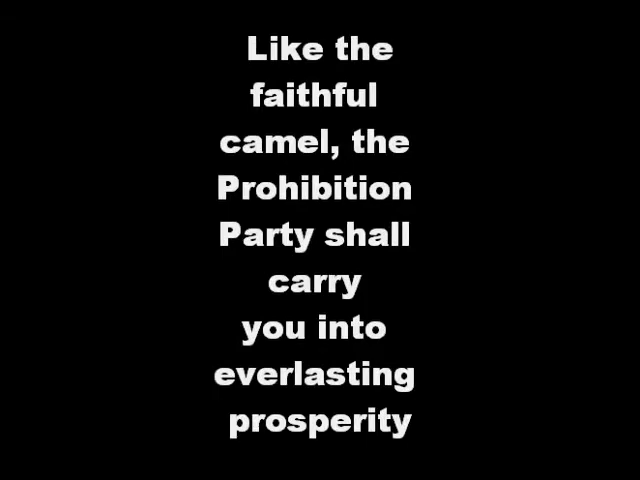 Like the
faithful
camel, the
Prohibition
Party shall
carry
you into
everlasting
prosperity